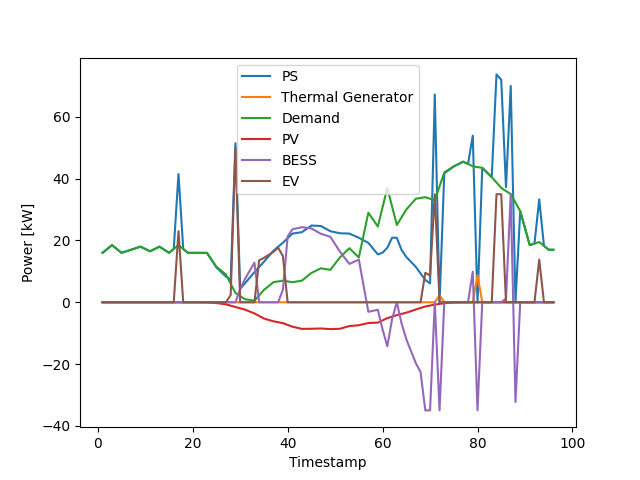 PS
Thermal Generator
Demand
PV
BESS
EV
Power [kW]
60
40
20
0
−20
−40
0 20 40 60 80 100
Timestamp